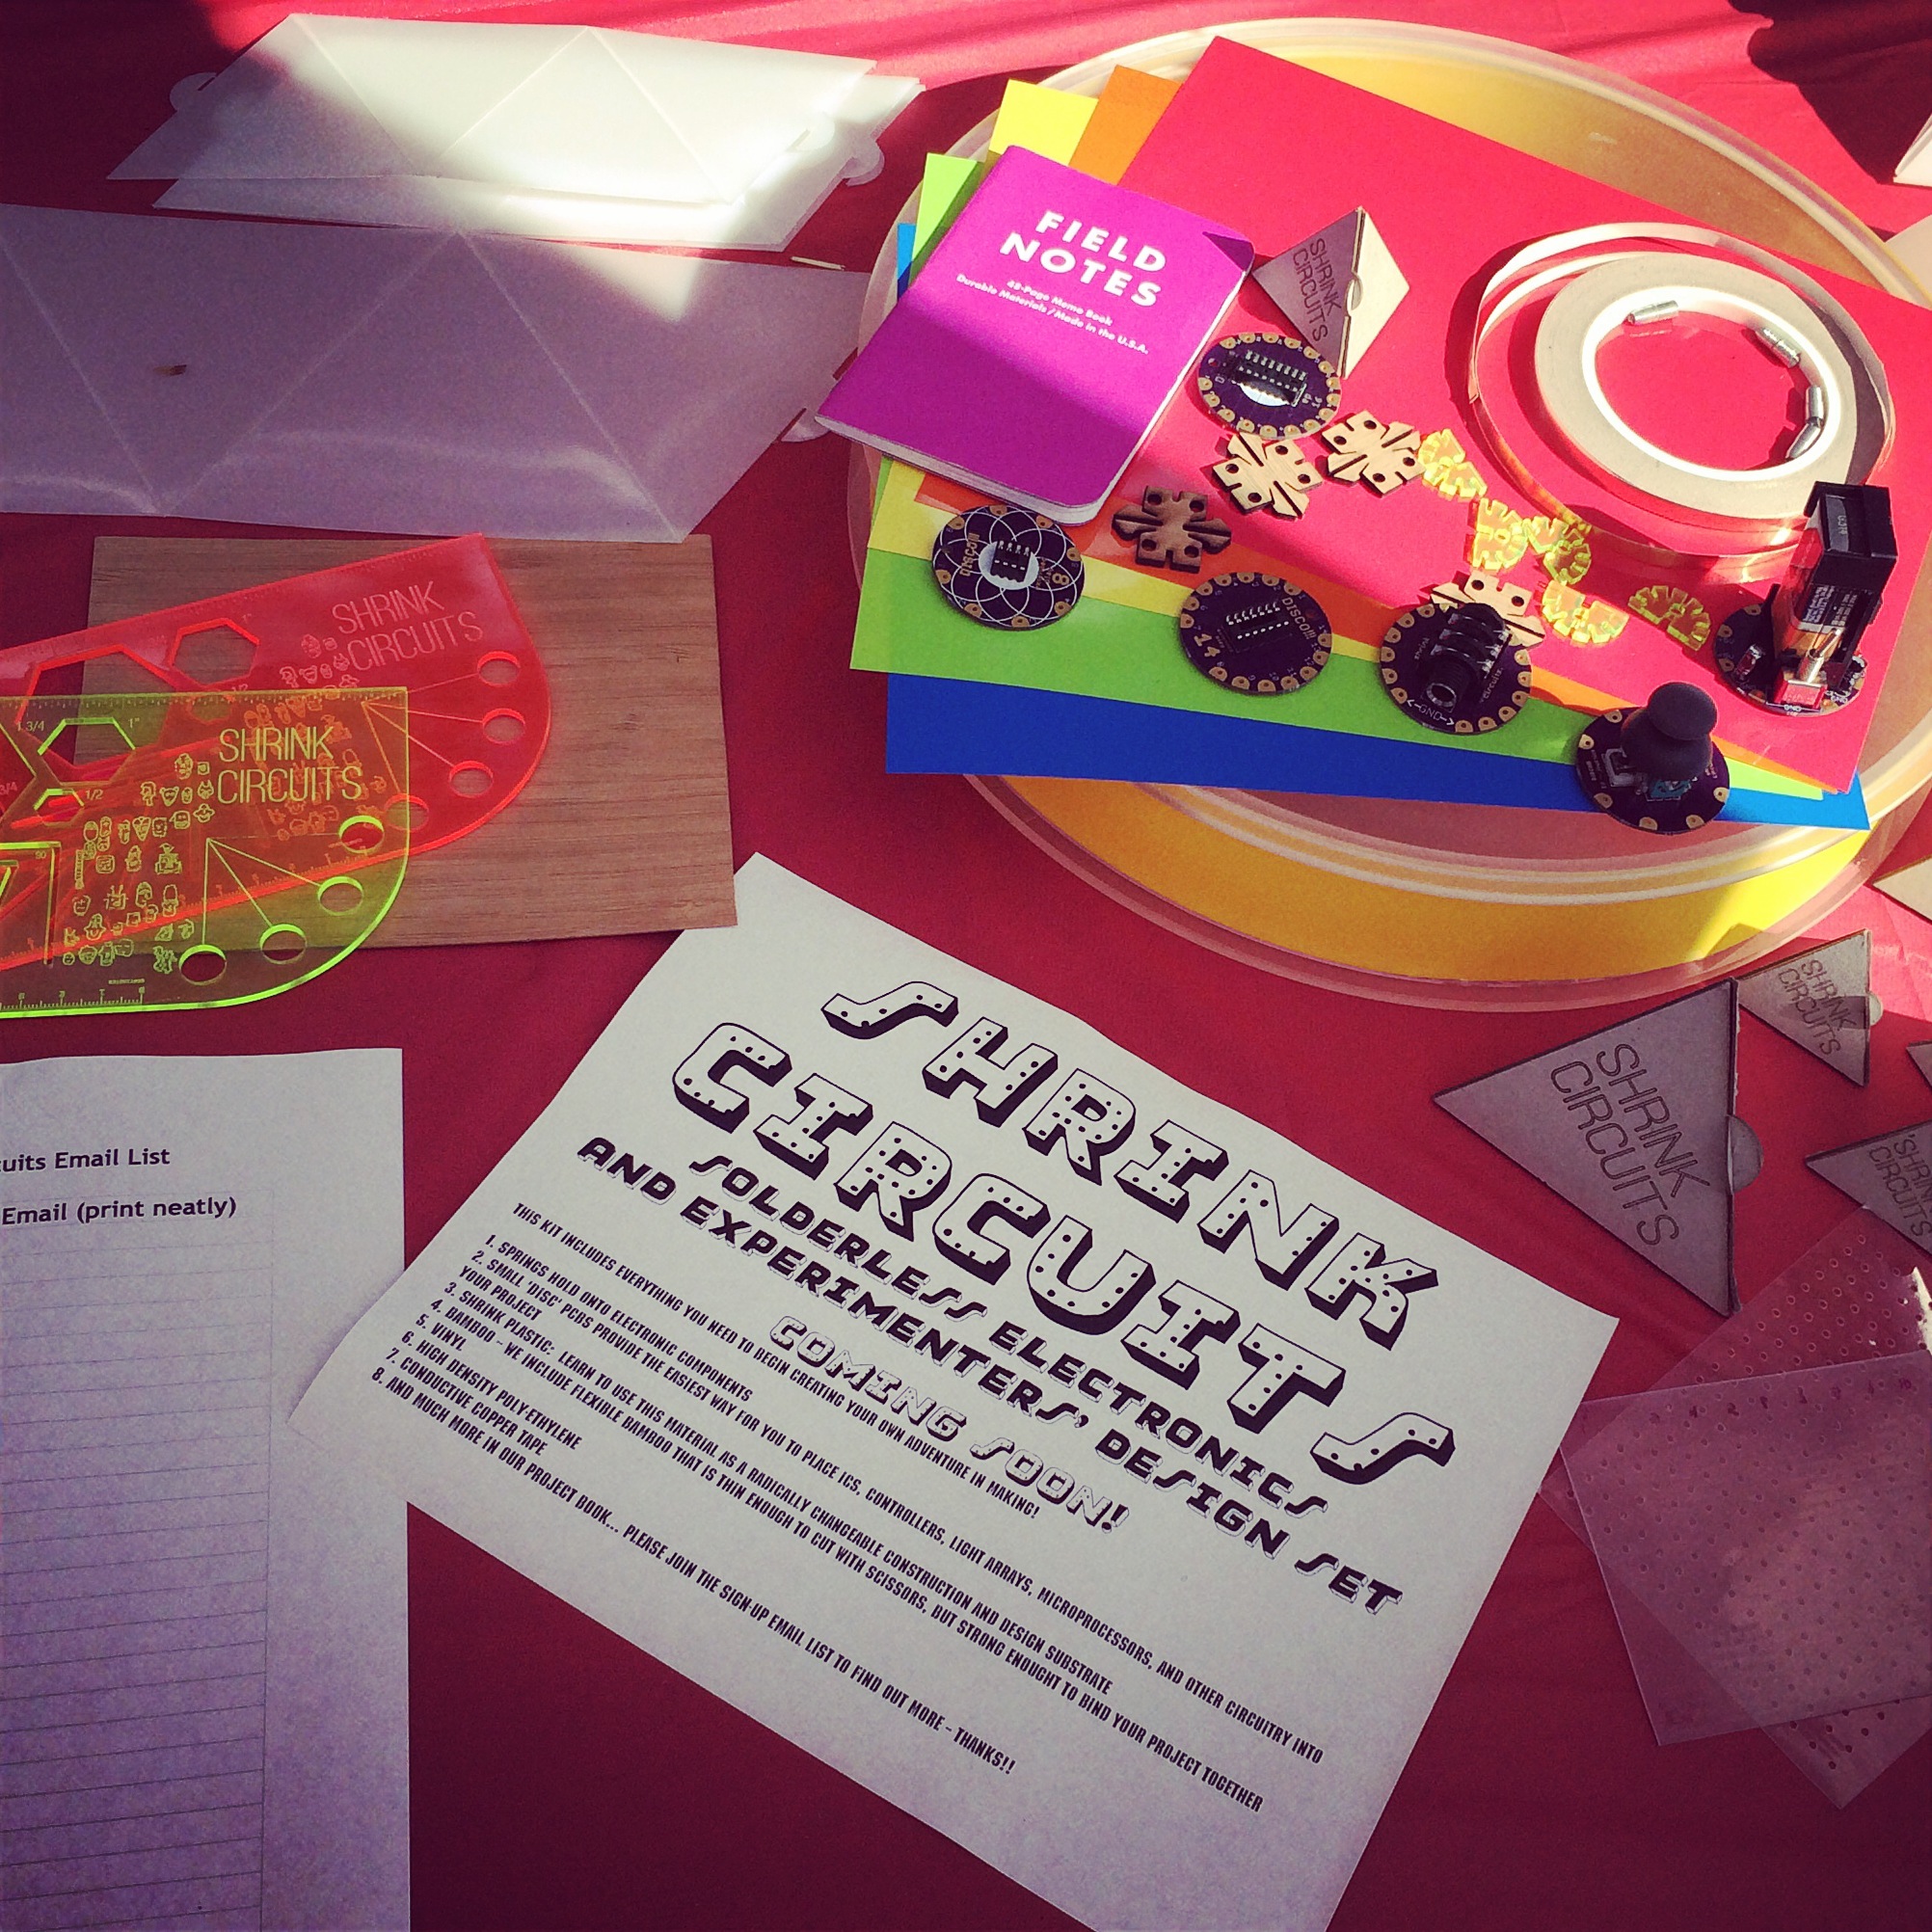 FIELD
NOTES
48-Page Memo Book
Durable Materials / Made in the U.S.A.
SHRINK
CIRCUITS
SHRINK
CIRCUITS
1"
1 3/4
1"
3/4
1/2
90
SHRINK
CIRCUITS
DISC011
8
14
DISC011
<-GND->
SHRINK
CIRCUITS
SHRINK
CIRCUITS
SHRINK
CIRCUITS
SHRINK
CIRCUITS
SOLDERLESS ELECTRONICS
AND EXPERIMENTERS' DESIGN SET
COMING SOON!
THIS KIT INCLUDES EVERYTHING YOU NEED TO BEGIN CREATING YOUR OWN ADVENTURE IN MAKING!
1. SPRINGS HOLD ONTO ELECTRONIC COMPONENTS
2. SMALL 'DISC' PCBS PROVIDE THE EASIEST WAY FOR YOU TO PLACE ICS, CONTROLLERS, LIGHT ARRAYS, MICROPROCESSORS, AND OTHER CIRCUITRY INTO
YOUR PROJECT
3. SHRINK PLASTIC: LEARN TO USE THIS MATERIAL AS A RADICALLY CHANGEABLE CONSTRUCTION AND DESIGN SUBSTRATE
4. BAMBOO - WE INCLUDE FLEXIBLE BAMBOO THAT IS THIN ENOUGH TO CUT WITH SCISSORS, BUT STRONG ENOUGHT TO BIND YOUR PROJECT TOGETHER
5. VINYL
6. HIGH DENSITY POLY-ETHYLENE
7. CONDUCTIVE COPPER TAPE
8. AND MUCH MORE IN OUR PROJECT BOOK... PLEASE JOIN THE SIGN-UP EMAIL LIST TO FIND OUT MORE - THANKS!!
cuits Email List
Email (print neatly)